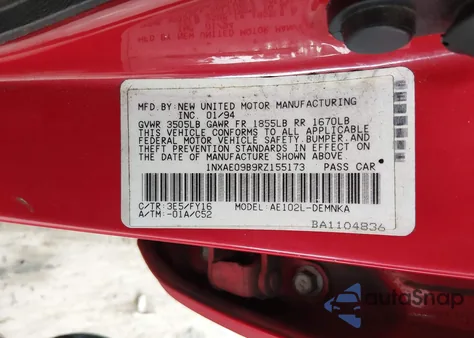 MFD.BY:NEW UNITED MOTOR MANUFACTURING
INC. 01/94
GVWR 3505LB GAWR FR 1855LB RR 1670LB
THIS VEHICLE CONFORMS TO ALL APPLICABLE
FEDERAL MOTOR VEHICLE SAFETY,BUMPER, AND
THEFT PREVENTION STANDARDS IN EFFECT ON
THE DATE OF MANUFACTURE SHOWN ABOVE.
1NXAE09B9RZ155173 PASS CAR
C/TR:3E5/FY16 MODEL:AE102L-DEMNKA
A/TM:-01A/C52
BA1104836
autoSnap